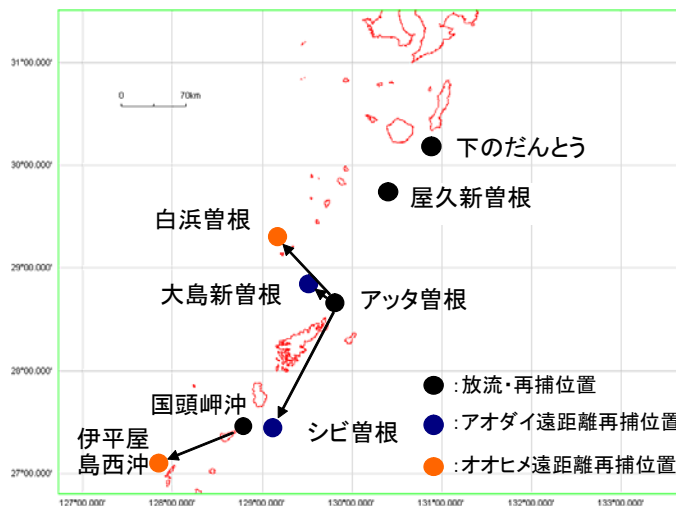 31°00.000'
0 70km
下のだんとう
30°00.000'
屋久新曽根
白浜曽根
29°00.000'
大島新曽根
アッタ曽根
28°00.000'
●:放流・再捕位置
国頭岬沖
シビ曽根
●:アオダイ遠距離再捕位置
伊平屋
島西沖
●:オオヒメ遠距離再捕位置
27°00.000'
127°00.000' 128°00.000' 129°00.000' 130°00.000' 131°00.000' 132°00.000' 133°00.000'